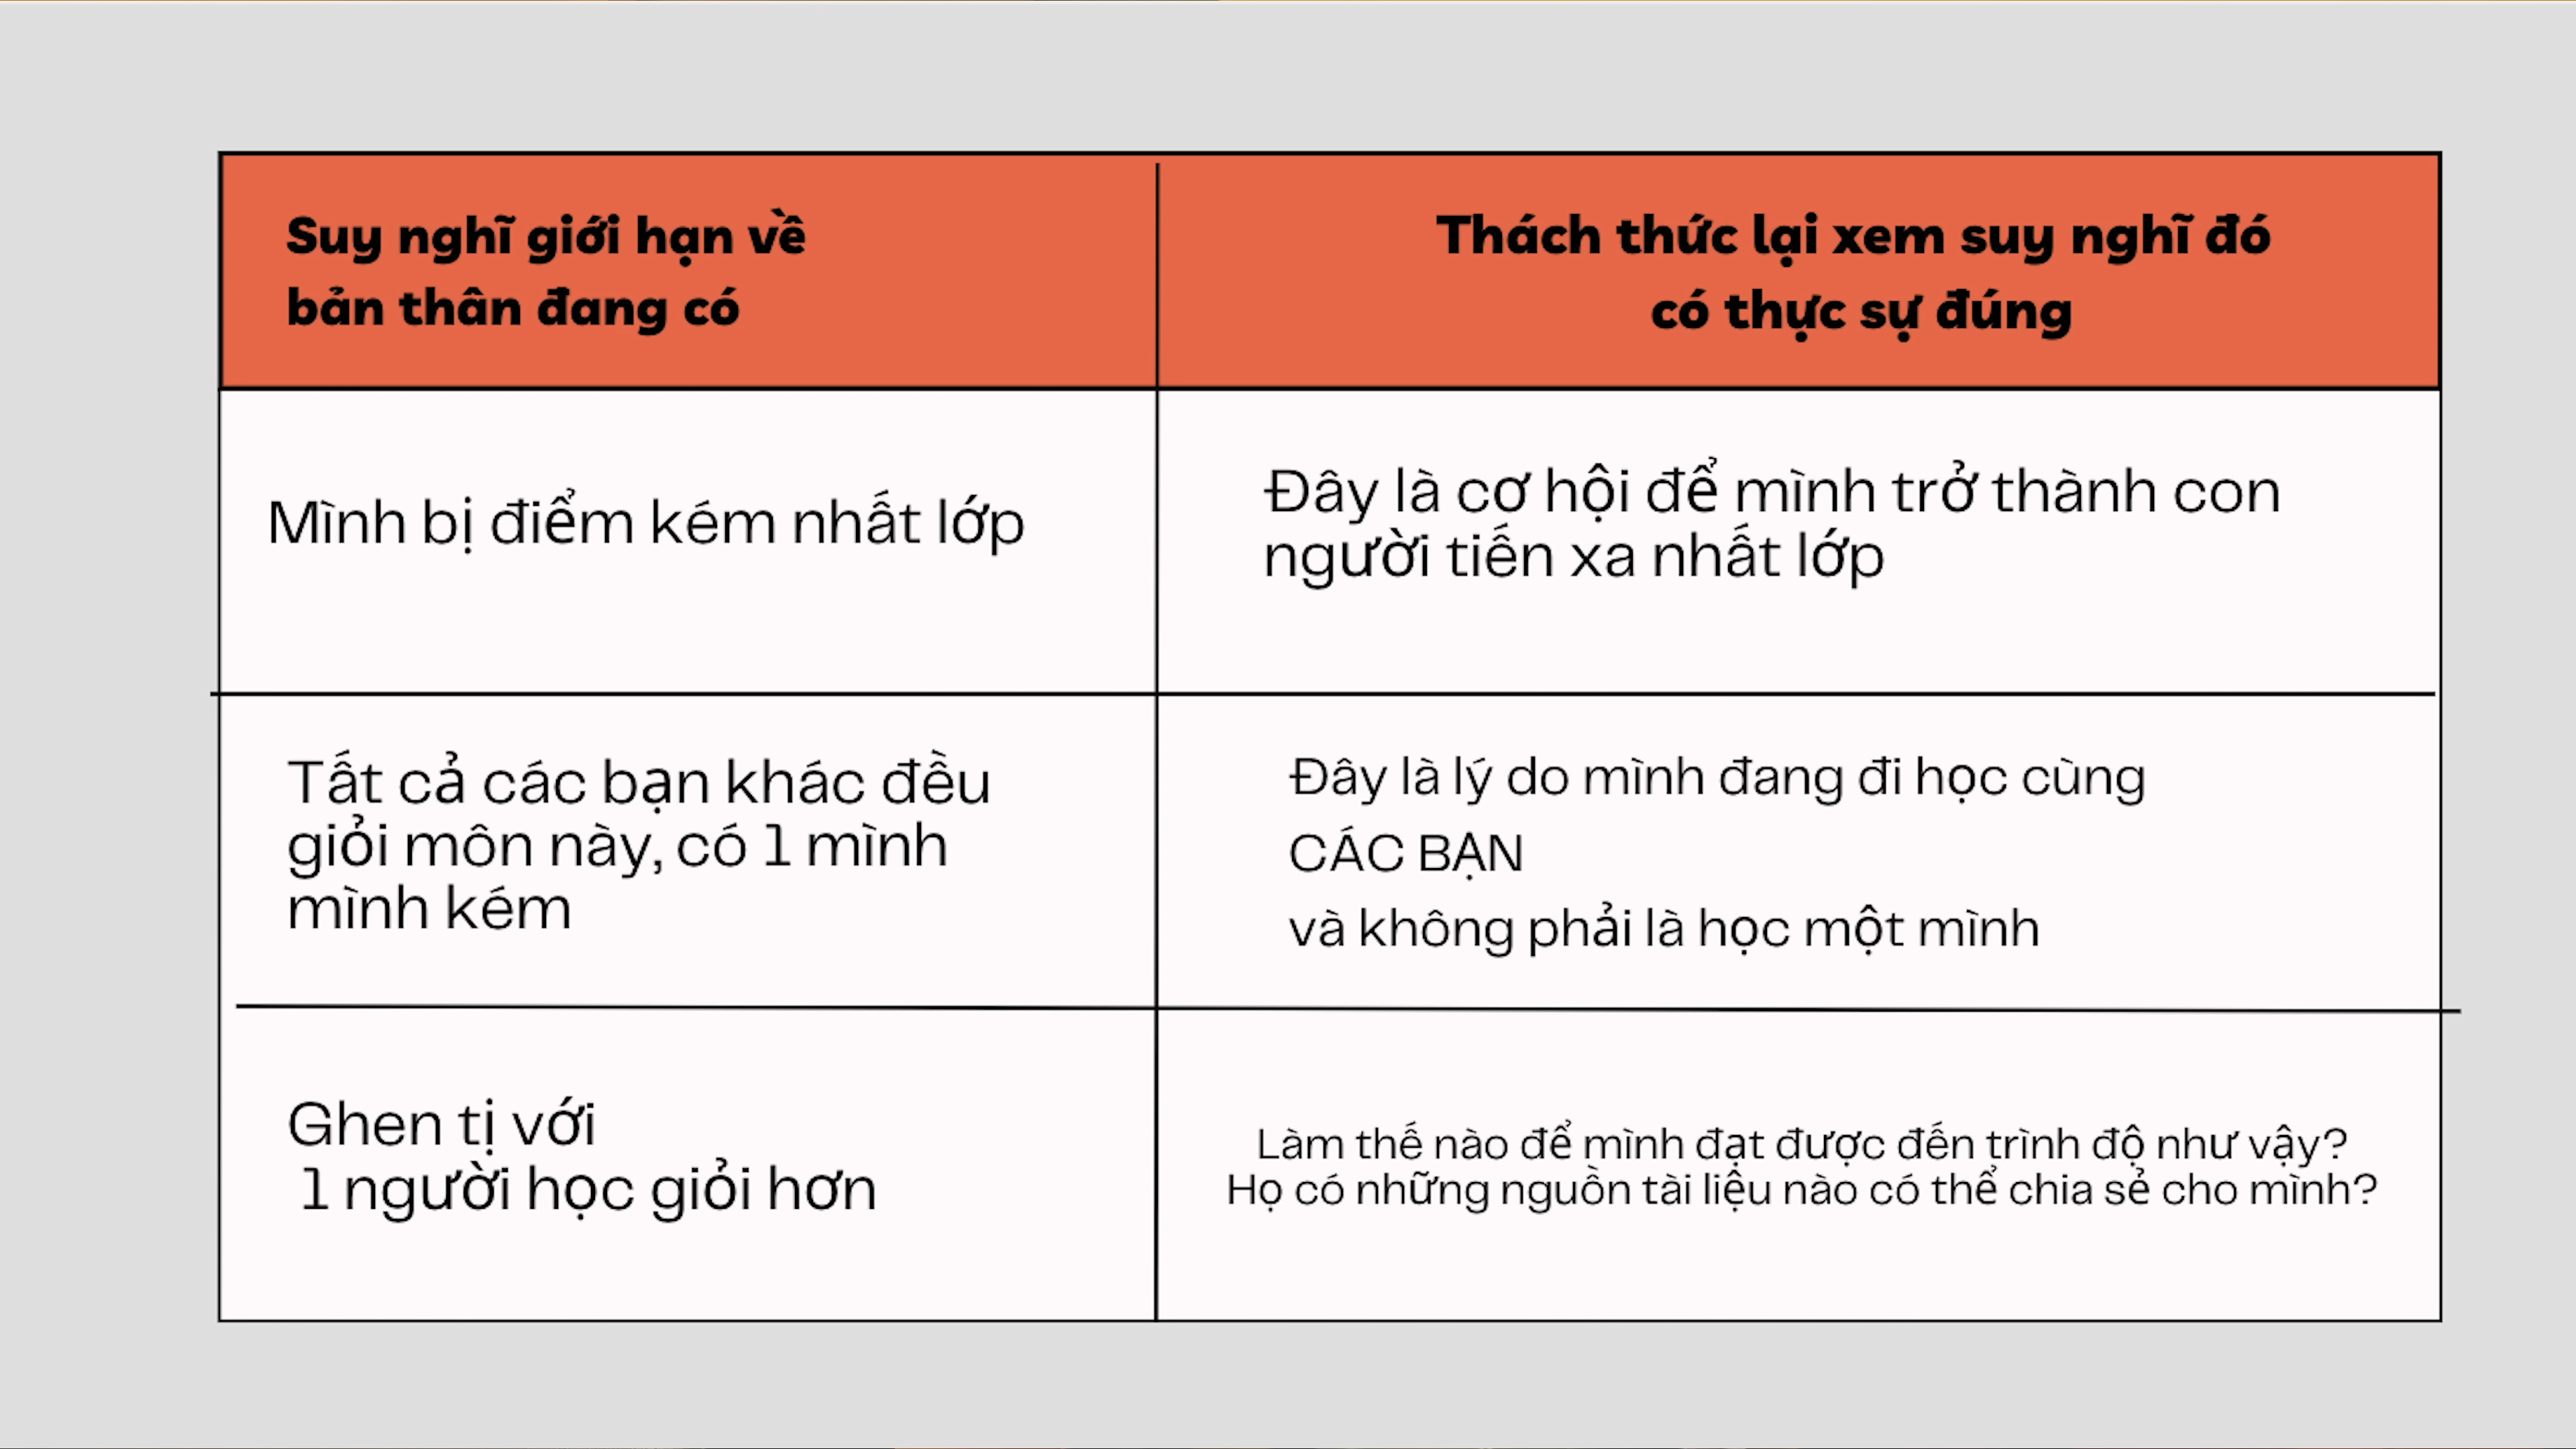 Suy nghĩ giới hạn về
bản thân đang có
Thách thức lại xem suy nghĩ đó
có thực sự đúng
Mình bị điểm kém nhất lớp
Đây là cơ hội để mình trở thành con
người tiến xa nhất lớp
Tất cả các bạn khác đều
giỏi môn này, có 1 mình
mình kém
Đây là lý do mình đang đi học cùng
CÁC BẠN
và không phải là học một mình
Ghen tị với
1 người học giỏi hơn
Làm thế nào để mình đạt được đến trình độ như vậy?
Họ có những nguồn tài liệu nào có thể chia sẻ cho mình?